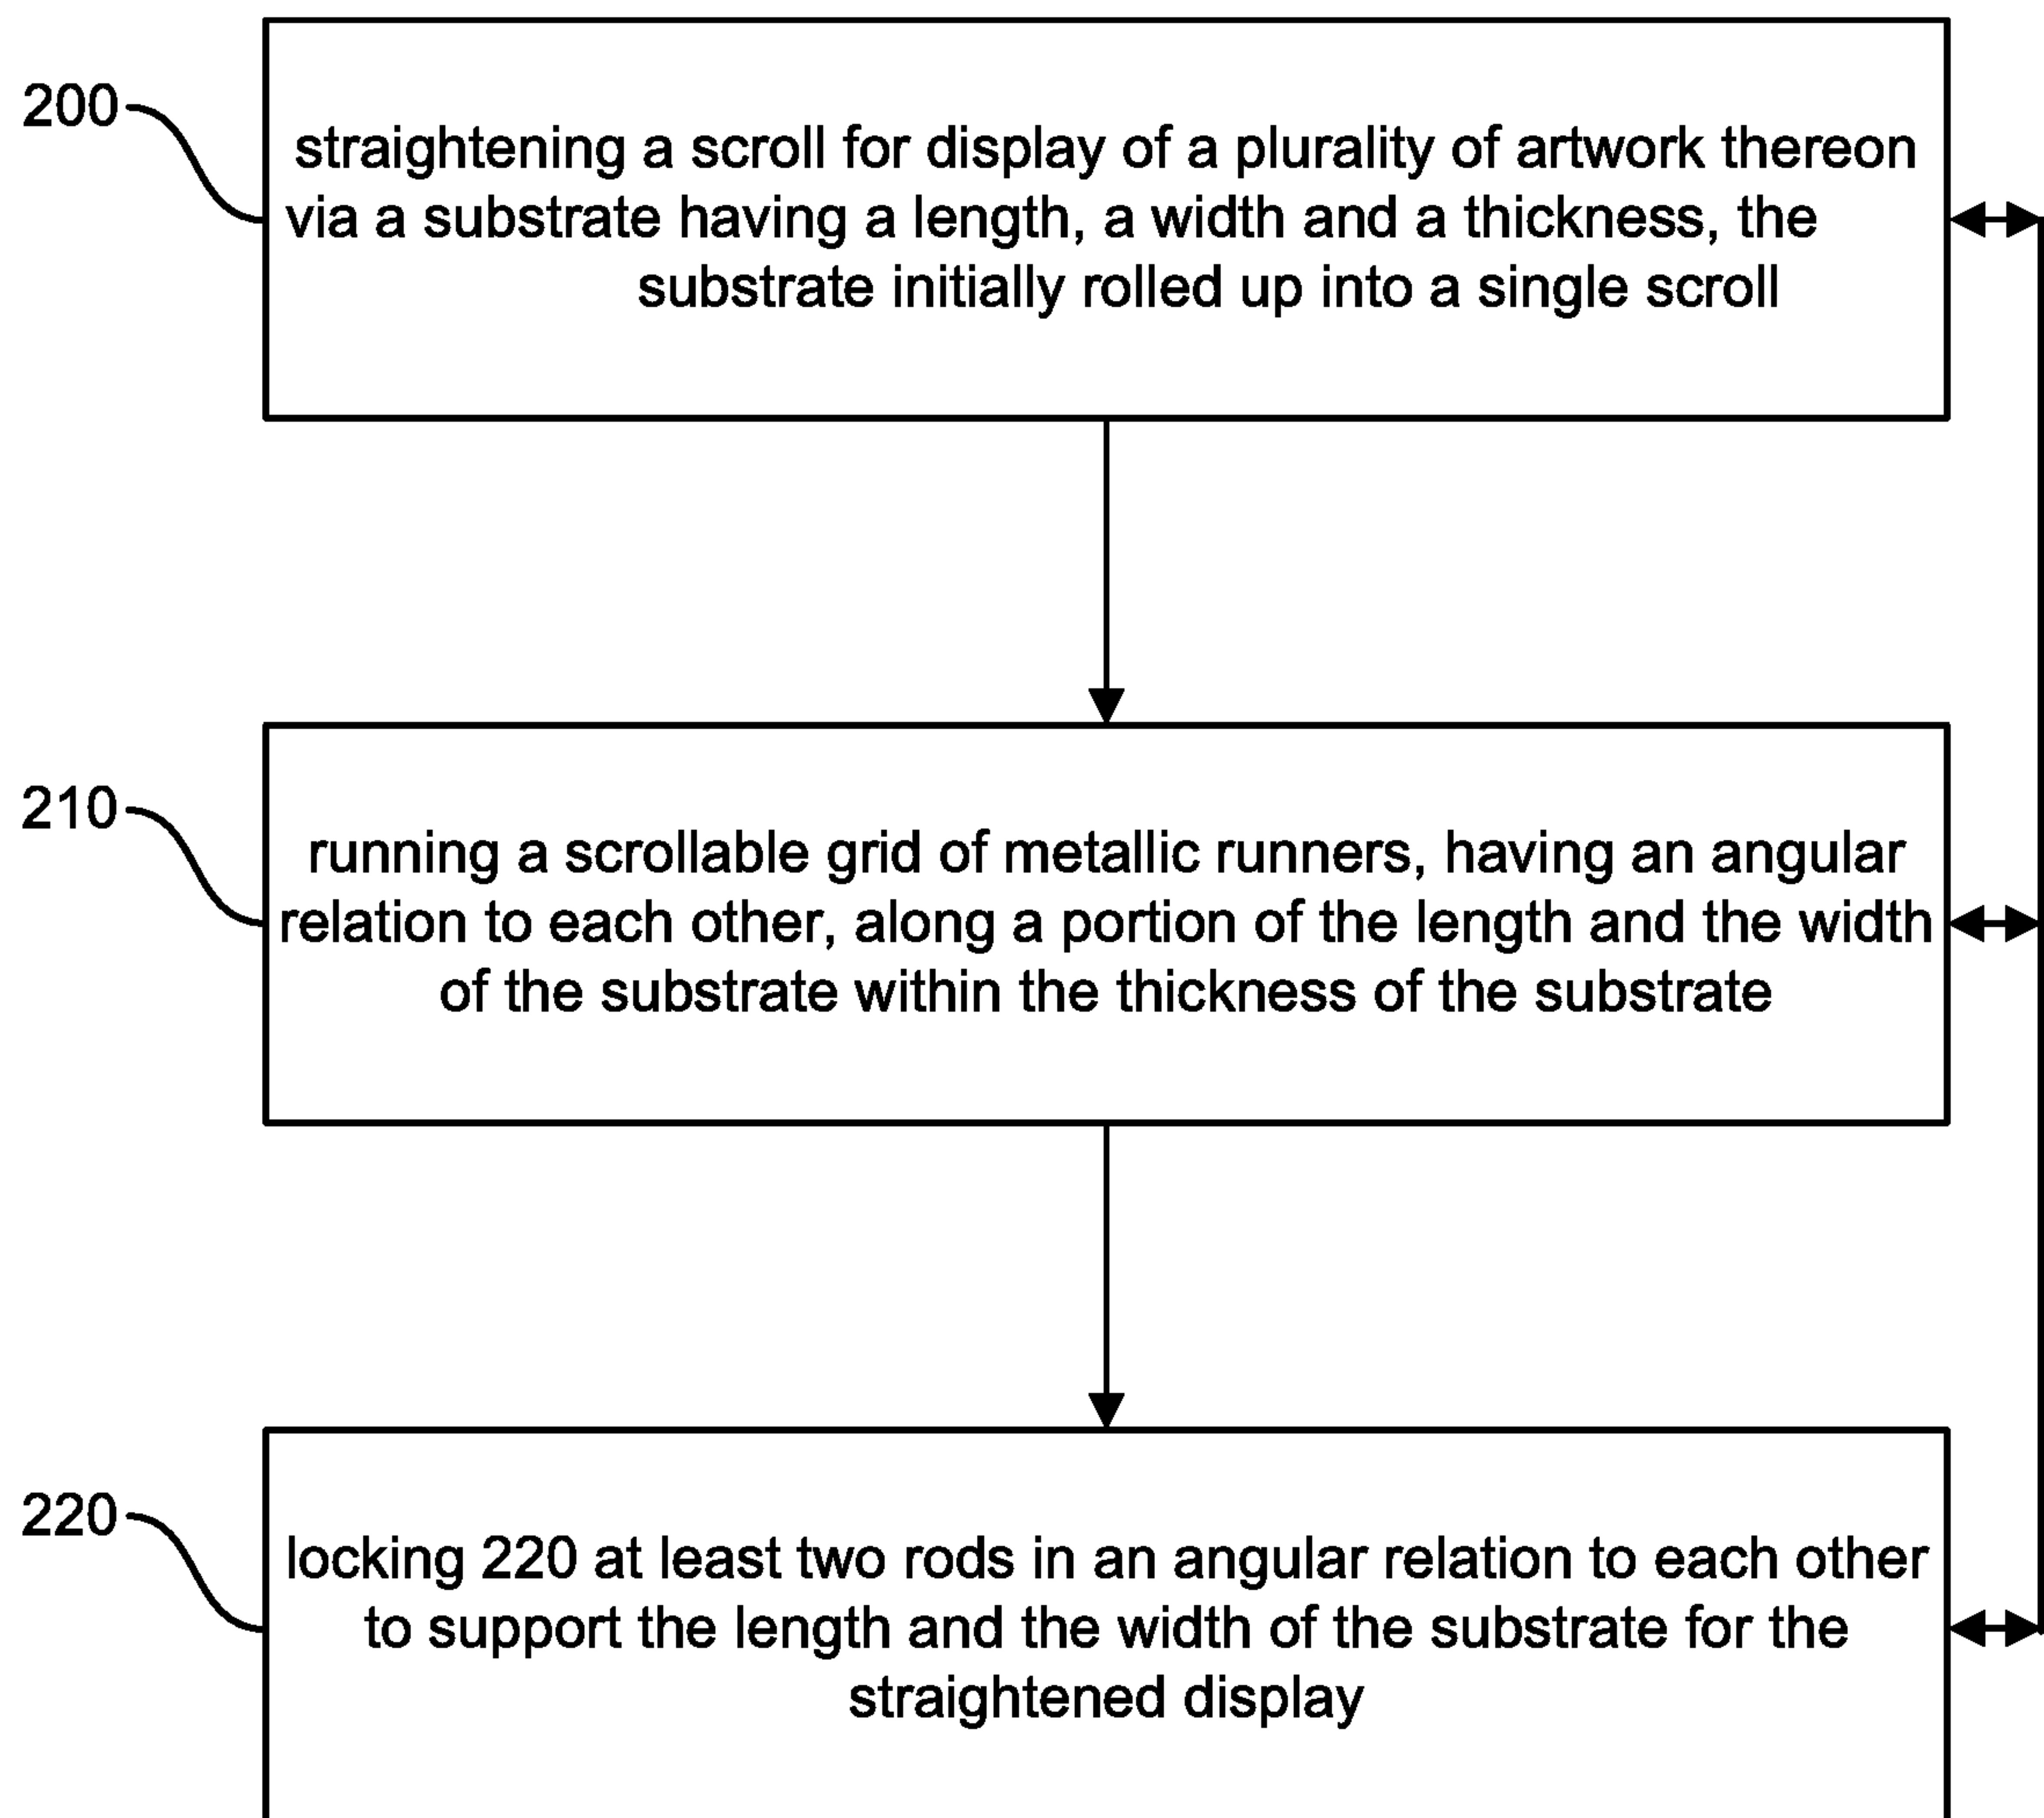 200
straightening a scroll for display of a plurality of artwork thereon
via a substrate having a length, a width and a thickness, the
substrate initially rolled up into a single scroll
210
running a scrollable grid of metallic runners, having an angular
relation to each other, along a portion of the length and the width
of the substrate within the thickness of the substrate
220
locking 220 at least two rods in an angular relation to each other
to support the length and the width of the substrate for the
straightened display